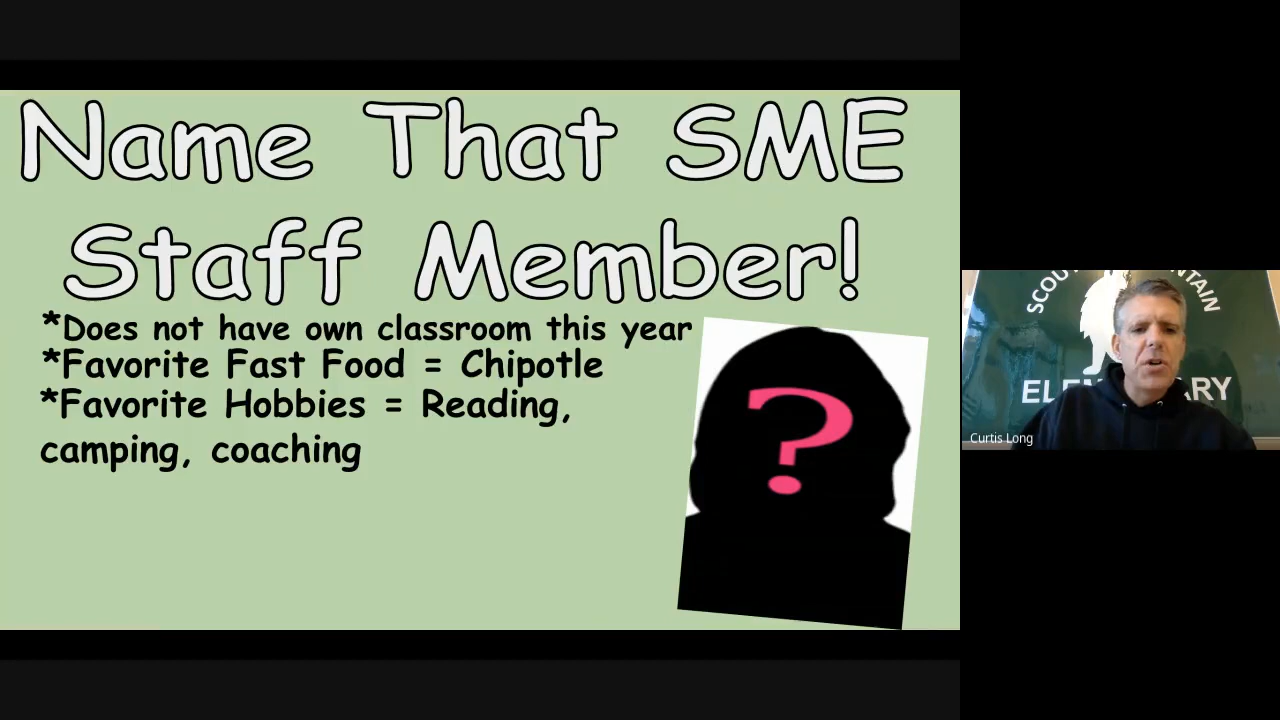 Name That SME
Staff Member!
*Does not have own classroom this year
*Favorite Fast Food = Chipotle
*Favorite Hobbies = Reading,
camping, coaching
?
Curtis Long